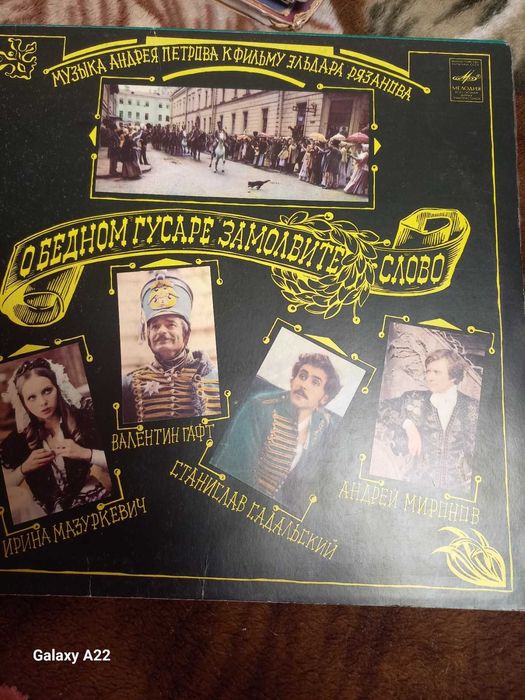 МУЗЫКА АНДРЕЯ ПЕТРОВА К ФИЛЬМУ ЭЛЬДАРА РЯЗАНОВА
МЕЛОДИЯ
О БЕДНОМ ГУСАРЕ ЗАМОЛВИТЕ СЛОВО
ИРИНА МАЗУРКЕВИЧ
ВАЛЕНТИН ГАФТ
СТАНИСЛАВ САДАЛЬСКИЙ
АНДРЕЙ МИРОНОВ
Galaxy A22